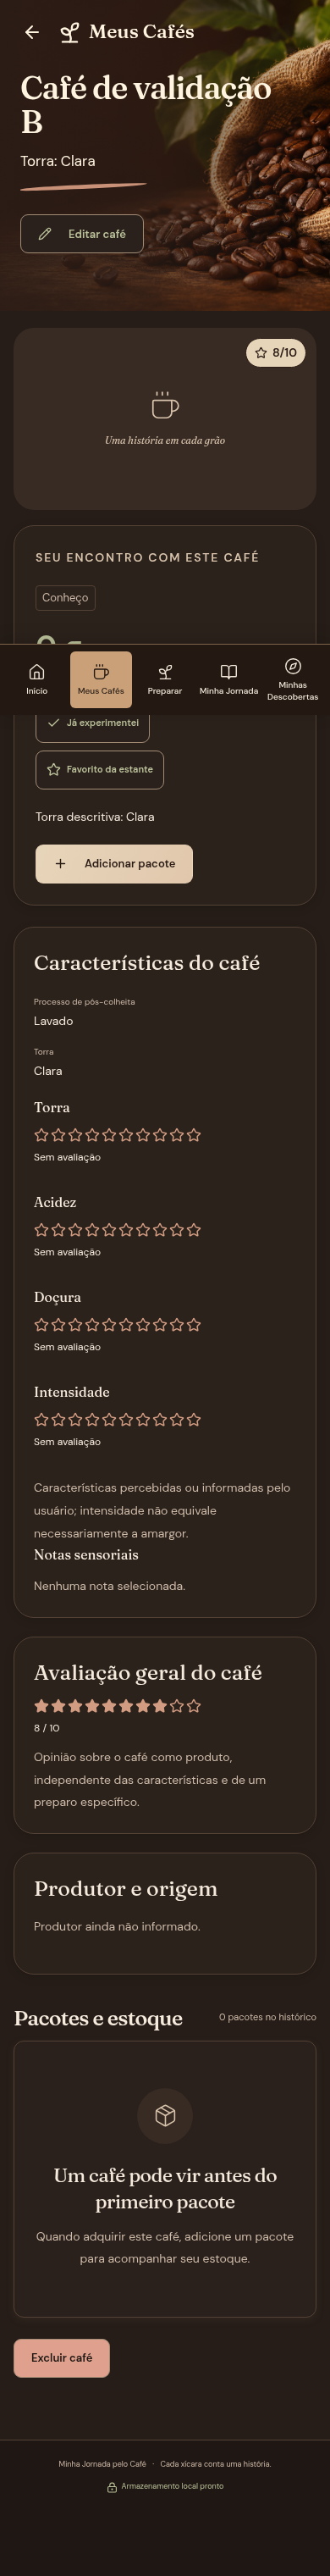 Meus Cafés
Café de validação
B
Torra: Clara
Editar café
8/10
Uma história em cada grão
SEU ENCONTRO COM ESTE CAFÉ
Conheço
Início
Meus Cafés
Preparar
Minha Jornada
Minhas
Descobertas
Já experimentei
Favorito da estante
Torra descritiva: Clara
Adicionar pacote
Características do café
Processo de pós-colheita
Lavado
Torra
Clara
Torra
Sem avaliação
Acidez
Sem avaliação
Doçura
Sem avaliação
Intensidade
Sem avaliação
Características percebidas ou informadas pelo
usuário; intensidade não equivale
necessariamente a amargor.
Notas sensoriais
Nenhuma nota selecionada.
Avaliação geral do café
8 / 10
Opinião sobre o café como produto,
independente das características e de um
preparo específico.
Produtor e origem
Produtor ainda não informado.
Pacotes e estoque
0 pacotes no histórico
Um café pode vir antes do
primeiro pacote
Quando adquirir este café, adicione um pacote
para acompanhar seu estoque.
Excluir café
Minha Jornada pelo Café · Cada xícara conta uma história.
Armazenamento local pronto